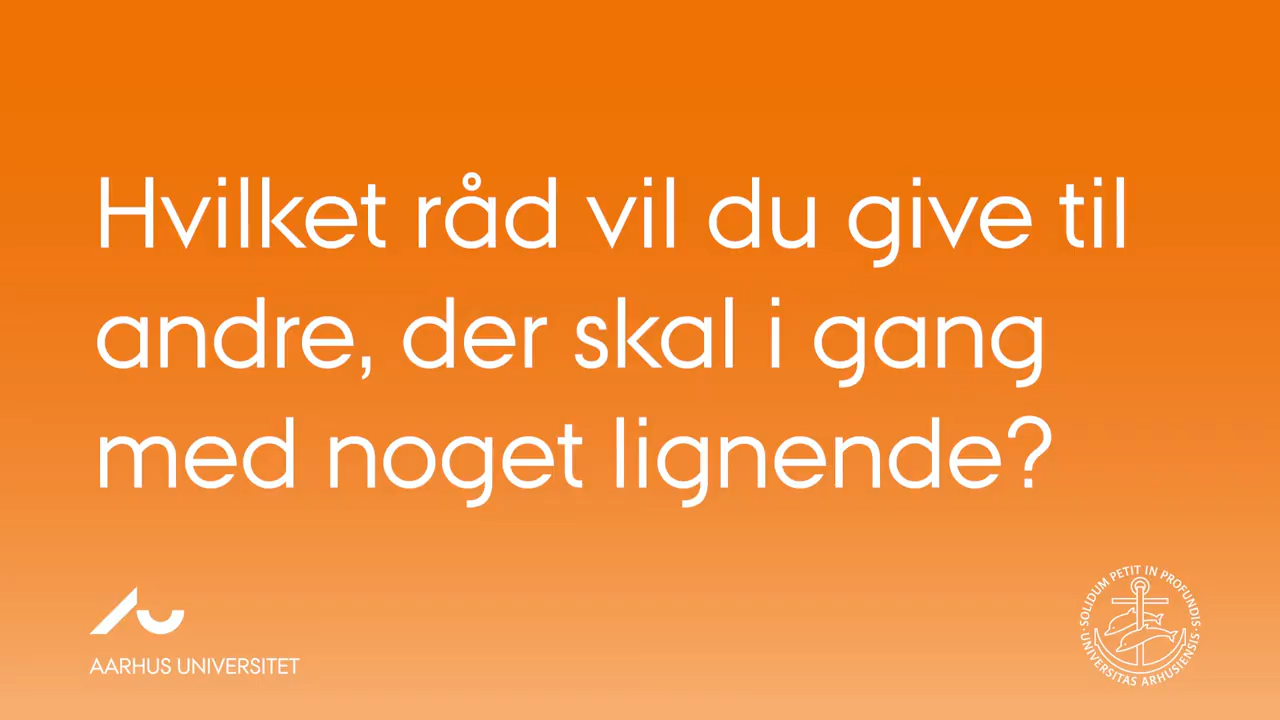 Hvilket råd vil du give til
andre, der skal i gang
med noget lignende?
AARHUS UNIVERSITET
SOLIDUM PETIT IN PROFUNDIS
UNIVERSITAS ARHUSIENSIS